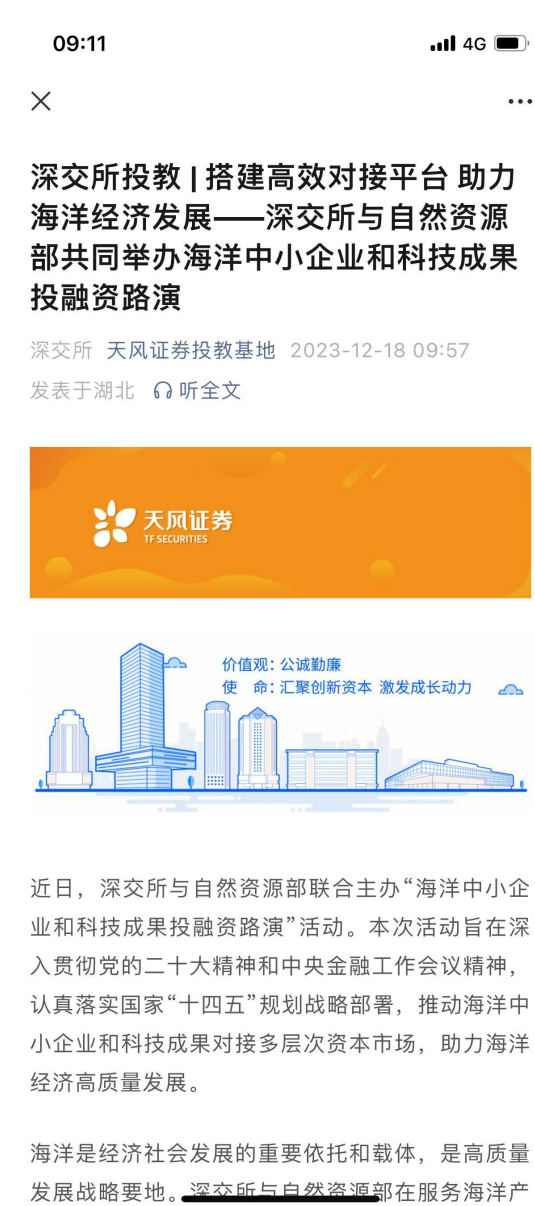 09:11
4G
深交所投教 | 搭建高效对接平台 助力
海洋经济发展——深交所与自然资源
部共同举办海洋中小企业和科技成果
投融资路演
深交所 天风证券投教基地 2023-12-18 09:57
发表于湖北 听全文
天风证券
TF SECURITIES
价值观：公诚勤廉
使 命：汇聚创新资本 激发成长动力
近日，深交所与自然资源部联合主办“海洋中小企
业和科技成果投融资路演”活动。本次活动旨在深
入贯彻党的二十大精神和中央金融工作会议精神，
认真落实国家“十四五”规划战略部署，推动海洋中
小企业和科技成果对接多层次资本市场，助力海洋
经济高质量发展。
海洋是经济社会发展的重要依托和载体，是高质量
发展战略要地。深交所与自然资源部在服务海洋产